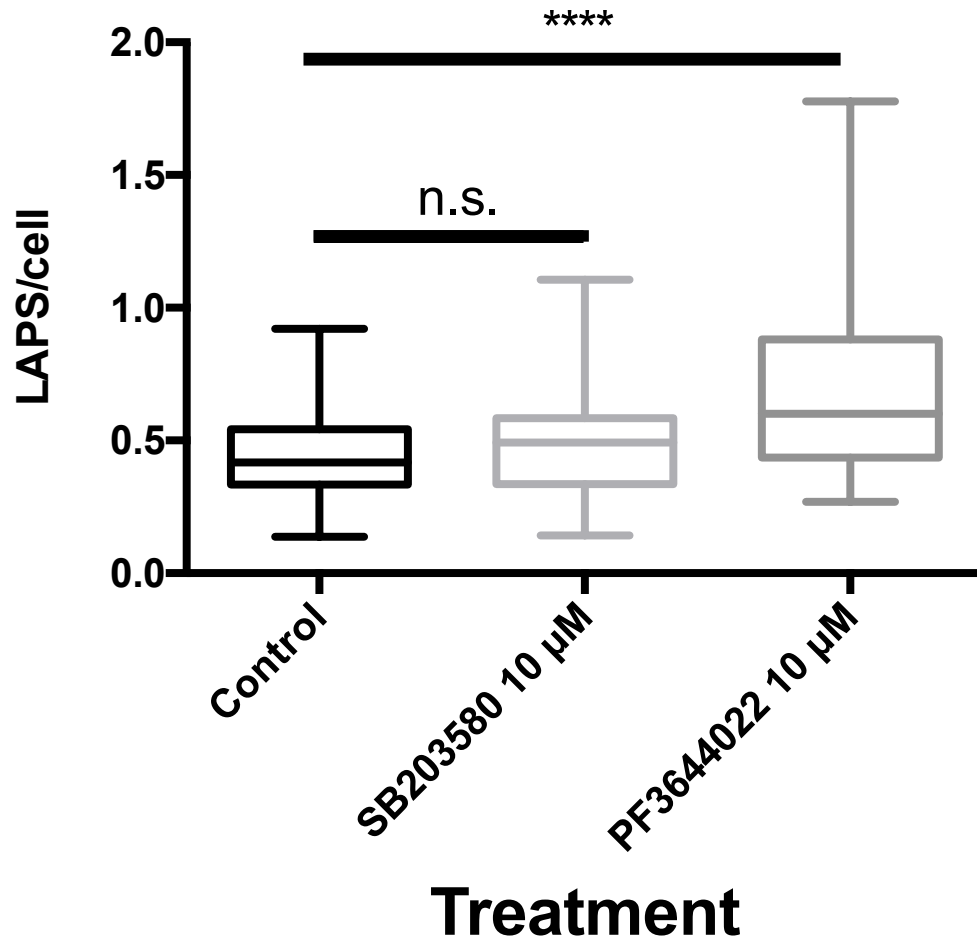 ****
2.0
1.5
n.s.
1.0
0.5
0.0
LAPS/cell
Control
SB203580 10 µM
PF3644022 10 µM
Treatment